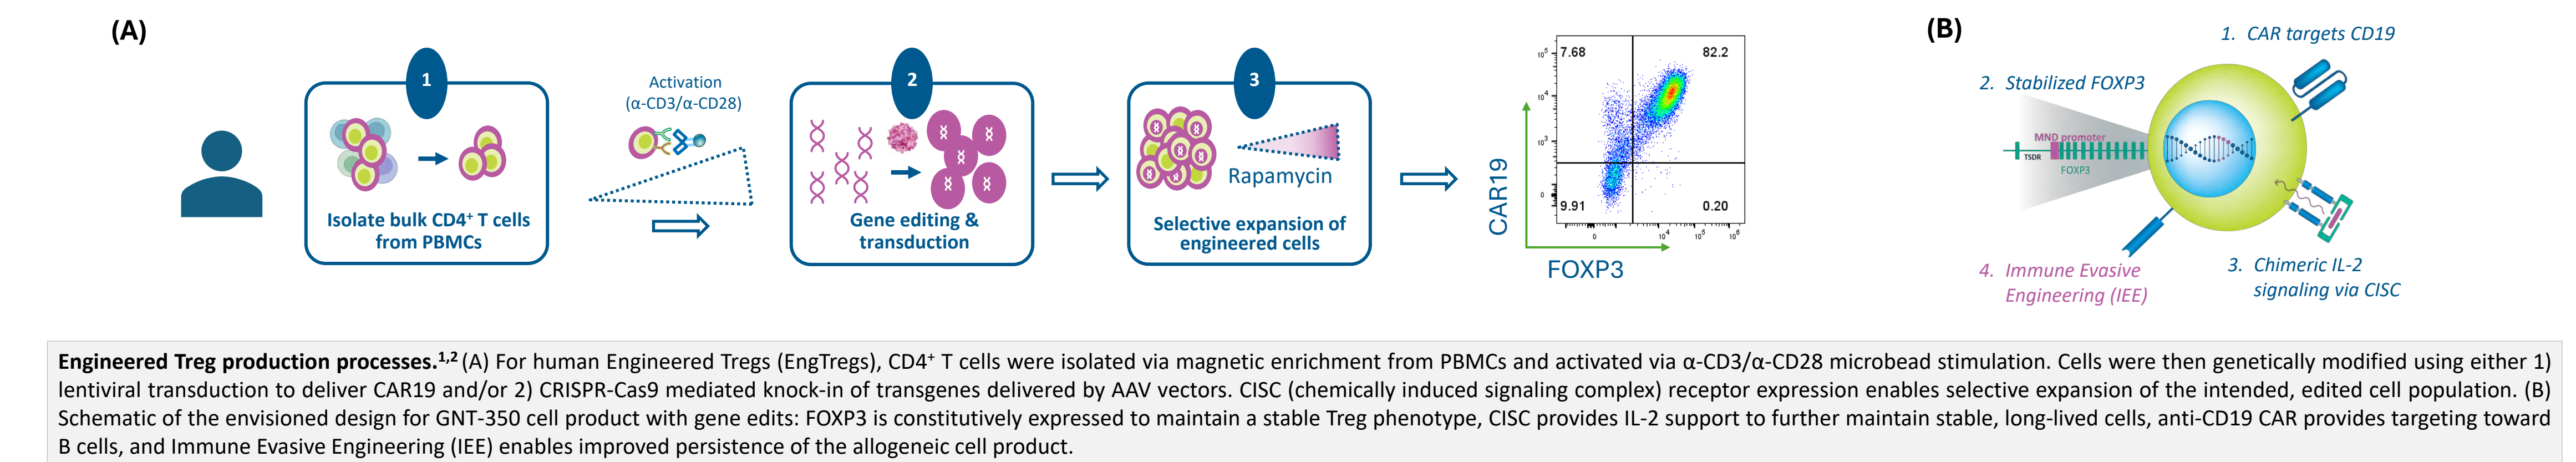 (A)
1
Isolate bulk CD4⁺ T cells
from PBMCs
Activation
(α-CD3/α-CD28)
2
Gene editing &
transduction
3
Rapamycin
Selective expansion of
engineered cells
10⁵
10⁴
10³
0
7.68
82.2
9.91
0.20
0
10⁴
10⁵
10⁶
CAR19
FOXP3
(B)
1. CAR targets CD19
2. Stabilized FOXP3
MND promoter
TSDR
FOXP3
4. Immune Evasive
Engineering (IEE)
3. Chimeric IL-2
signaling via CISC
Engineered Treg production processes.¹,² (A) For human Engineered Tregs (EngTregs), CD4⁺ T cells were isolated via magnetic enrichment from PBMCs and activated via α-CD3/α-CD28 microbead stimulation. Cells were then genetically modified using either 1)
lentiviral transduction to deliver CAR19 and/or 2) CRISPR-Cas9 mediated knock-in of transgenes delivered by AAV vectors. CISC (chemically induced signaling complex) receptor expression enables selective expansion of the intended, edited cell population. (B)
Schematic of the envisioned design for GNT-350 cell product with gene edits: FOXP3 is constitutively expressed to maintain a stable Treg phenotype, CISC provides IL-2 support to further maintain stable, long-lived cells, anti-CD19 CAR provides targeting toward
B cells, and Immune Evasive Engineering (IEE) enables improved persistence of the allogeneic cell product.